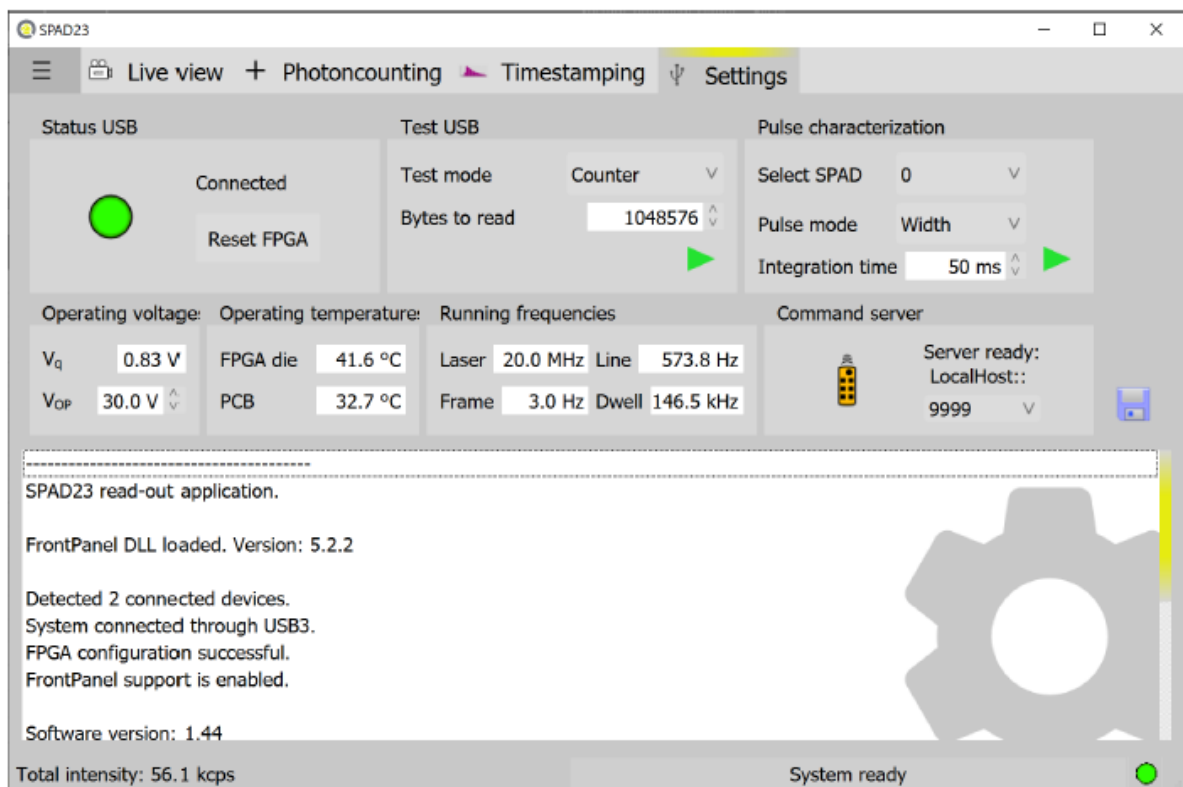 SPAD23
Live view Photoncounting Timestamping Settings
Status USB
Connected
Reset FPGA
Test USB
Test mode Counter
Bytes to read 1048576
Pulse characterization
Select SPAD 0
Pulse mode Width
Integration time 50 ms
Operating voltage
Vq 0.83 V
VOP 30.0 V
Operating temperature
FPGA die 41.6 °C
PCB 32.7 °C
Running frequencies
Laser 20.0 MHz Line 573.8 Hz
Frame 3.0 Hz Dwell 146.5 kHz
Command server
Server ready:
LocalHost::
9999
----------------------------------------
SPAD23 read-out application.
FrontPanel DLL loaded. Version: 5.2.2
Detected 2 connected devices.
System connected through USB3.
FPGA configuration successful.
FrontPanel support is enabled.
Software version: 1.44
Total intensity: 56.1 kcps System ready